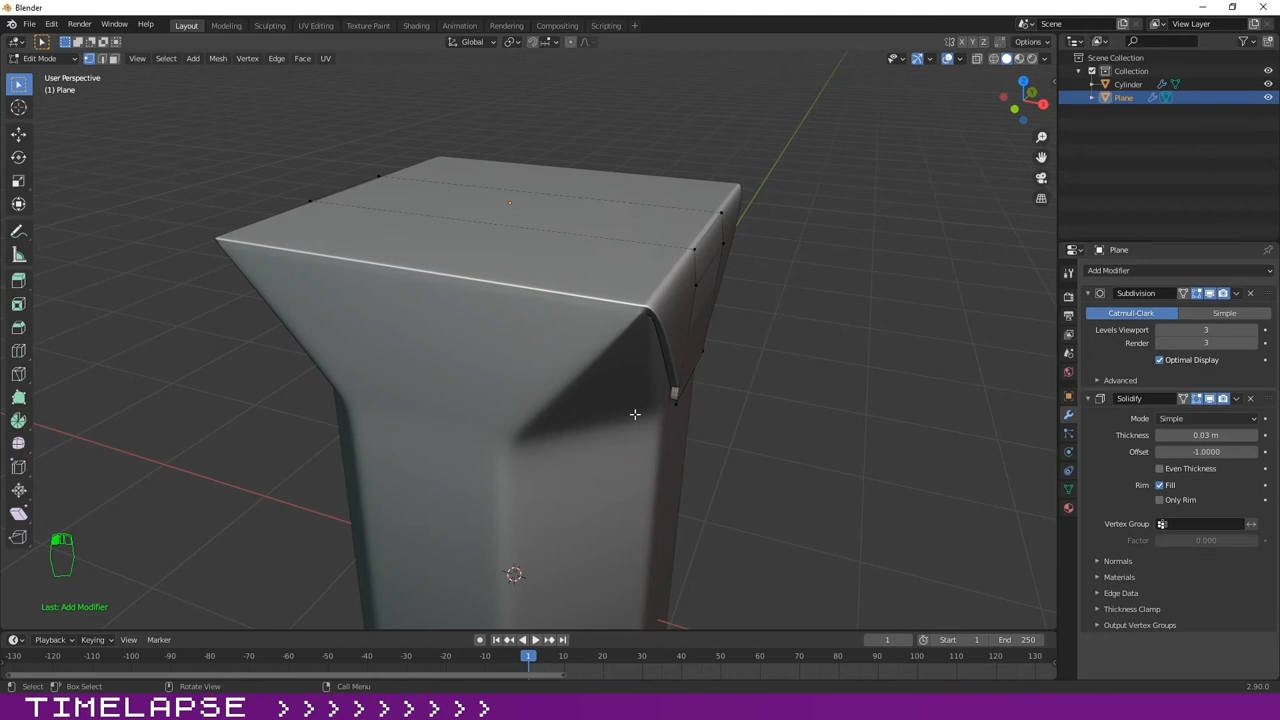 Blender
File Edit Render Window Help Layout Modeling Sculpting UV Editing Texture Paint Shading Animation Rendering Compositing Scripting + Scene View Layer
Global X Y Z Options
Edit Mode View Select Add Mesh Vertex Edge Face UV
User Perspective
(1) Plane
Scene Collection
Collection
Cylinder
Plane
Plane
Add Modifier
Subdivision
Catmull-Clark Simple
Levels Viewport 3
Render 3
Optimal Display
Advanced
Solidify
Mode Simple
Thickness 0.03 m
Offset -1.0000
Even Thickness
Rim Fill
Only Rim
Vertex Group
Factor 0.000
Normals
Materials
Edge Data
Thickness Clamp
Output Vertex Groups
X
Last: Add Modifier
Playback Keying View Marker 1 Start 1 End 250
-130 -120 -110 -100 -90 -80 -70 -60 -50 -40 -30 -20 -10 1 10 20 30 40 50 60 70 80 90 100 110 120 130
Select Box Select Rotate View Call Menu 2.90.0
TIMELAPSE > > > > > > > > >